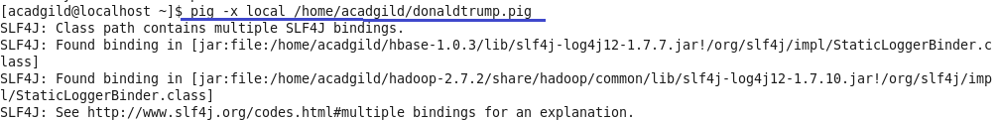 [acadgild@localhost ~]$ pig -x local /home/acadgild/donaldtrump.pig
SLF4J: Class path contains multiple SLF4J bindings.
SLF4J: Found binding in [jar:file:/home/acadgild/hbase-1.0.3/lib/slf4j-log4j12-1.7.7.jar!/org/slf4j/impl/StaticLoggerBinder.c
lass]
SLF4J: Found binding in [jar:file:/home/acadgild/hadoop-2.7.2/share/hadoop/common/lib/slf4j-log4j12-1.7.10.jar!/org/slf4j/imp
l/StaticLoggerBinder.class]
SLF4J: See http://www.slf4j.org/codes.html#multiple_bindings for an explanation.